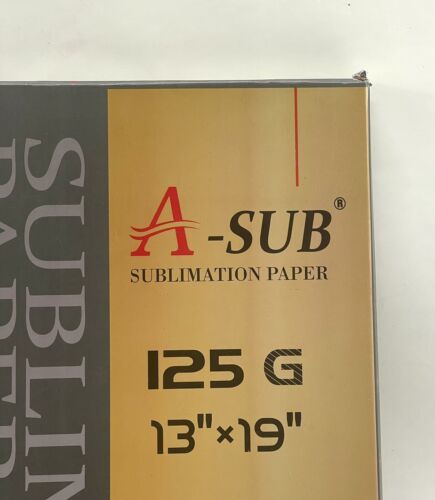 A-SUB®
SUBLIMATION PAPER
125 G
13"×19"